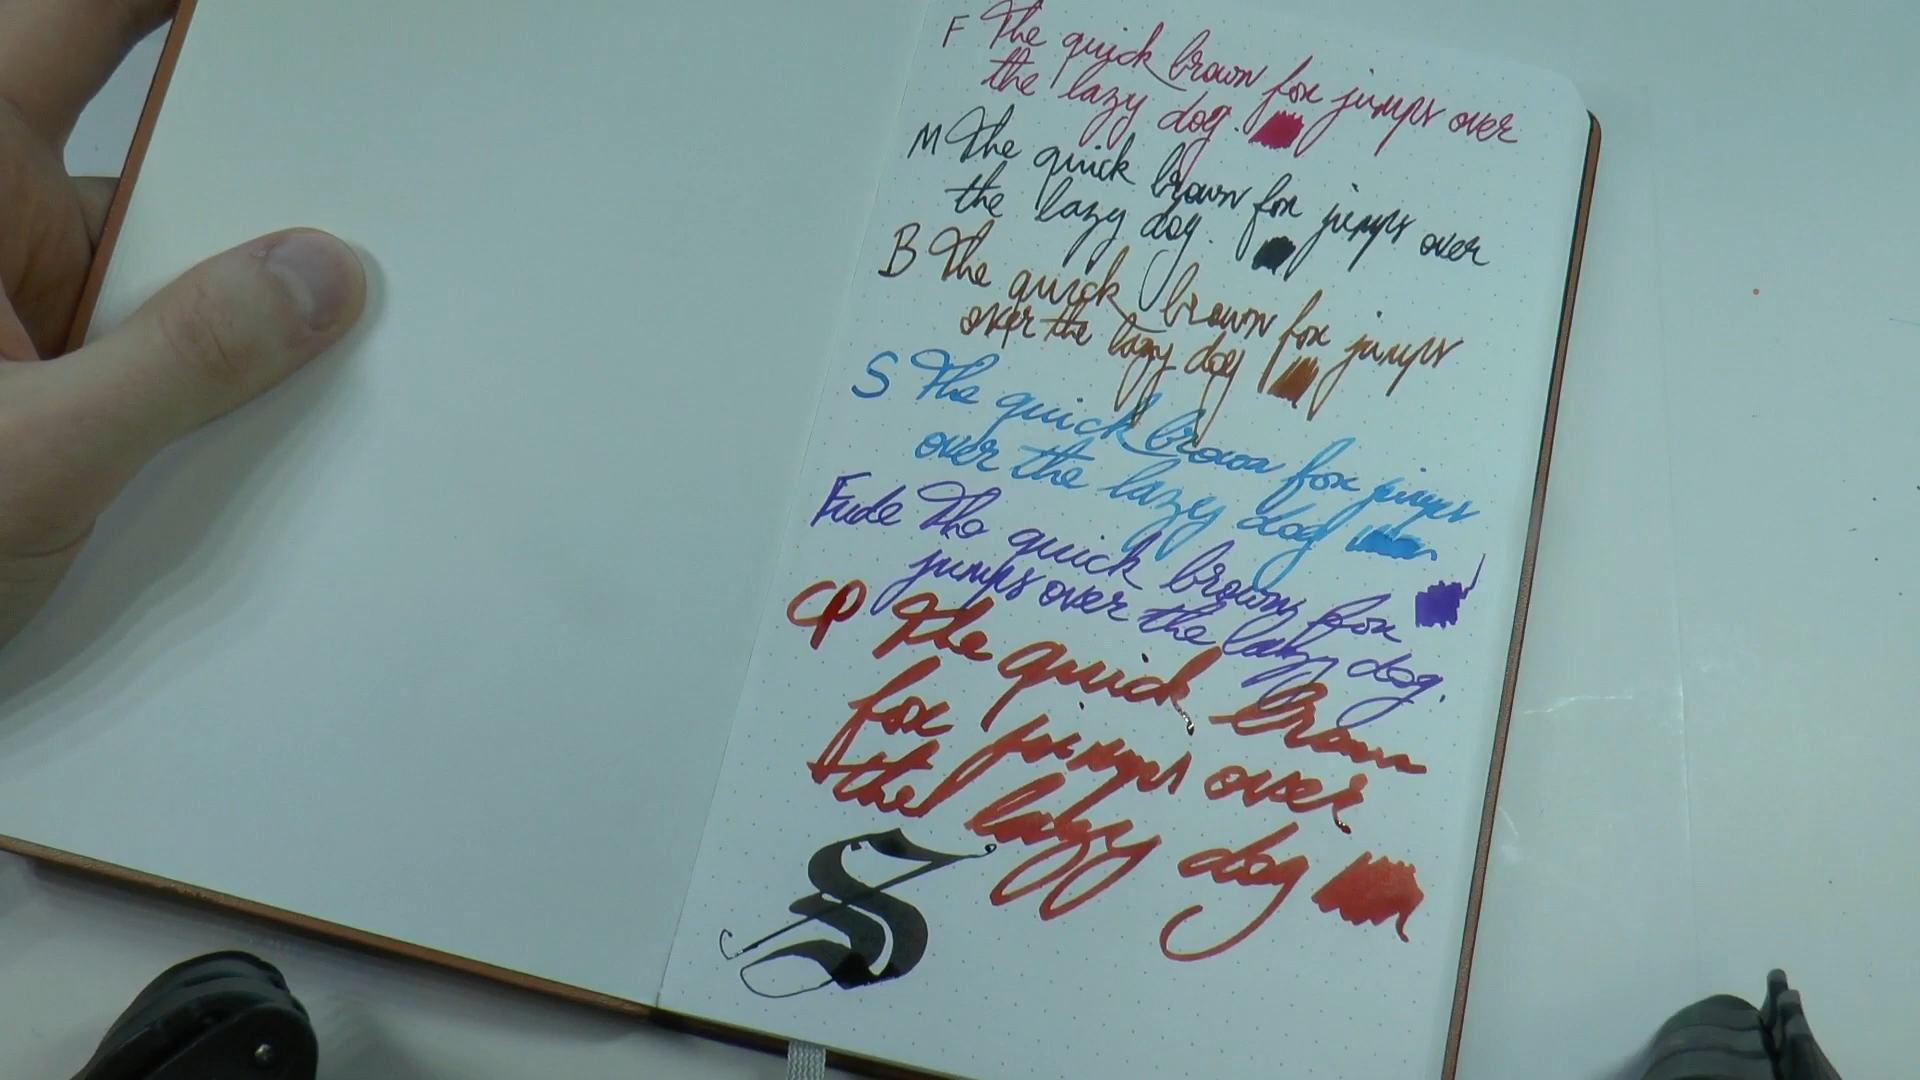 F The quick brown fox jumps over
the lazy dog.
M The quick brown fox jumps over
the lazy dog.
B The quick brown fox jumps
over the lazy dog
S The quick brown fox jumps
over the lazy dog
Fude The quick brown fox
jumps over the lazy dog.
CP The quick brown
fox jumps over
the lazy dog
S